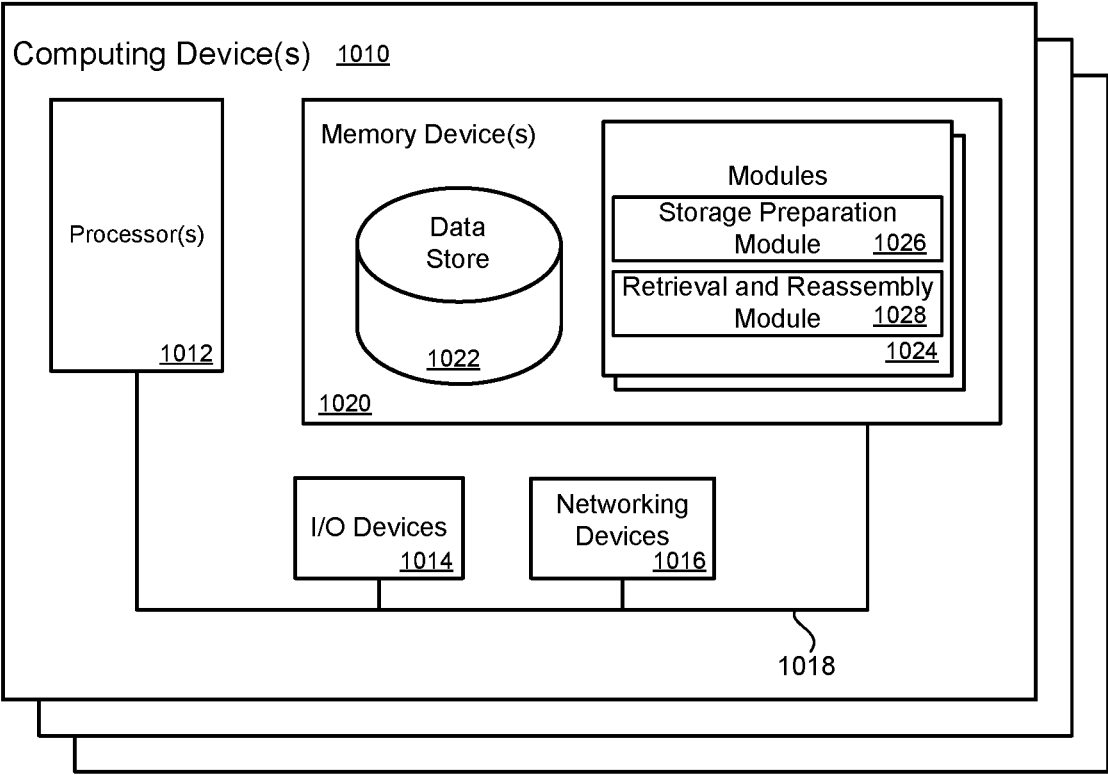 Computing Device(s) 1010
Processor(s)
1012
Memory Device(s)
Data
Store
1022
1020
Modules
Storage Preparation
Module 1026
Retrieval and Reassembly
Module 1028
1024
I/O Devices
1014
Networking
Devices
1016
1018